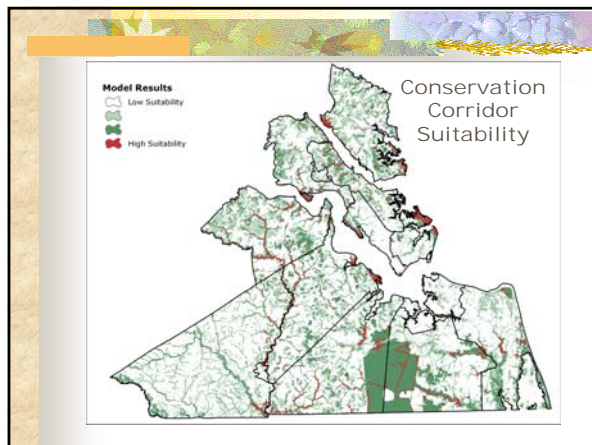 Conservation
Corridor
Suitability
Model Results
Low Suitability
High Suitability